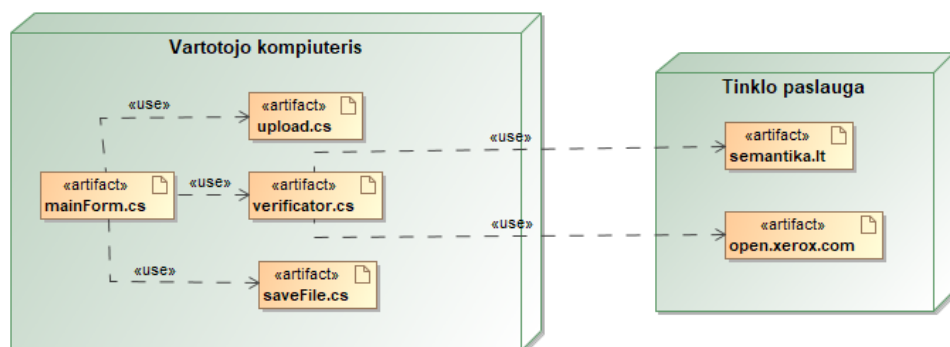 Vartotojo kompiuteris
«use»
«artifact»
upload.cs
«artifact»
mainForm.cs
«use»
«artifact»
verificator.cs
«use»
«use»
«use»
«artifact»
saveFile.cs
Tinklo paslauga
«artifact»
semantika.lt
«artifact»
open.xerox.com